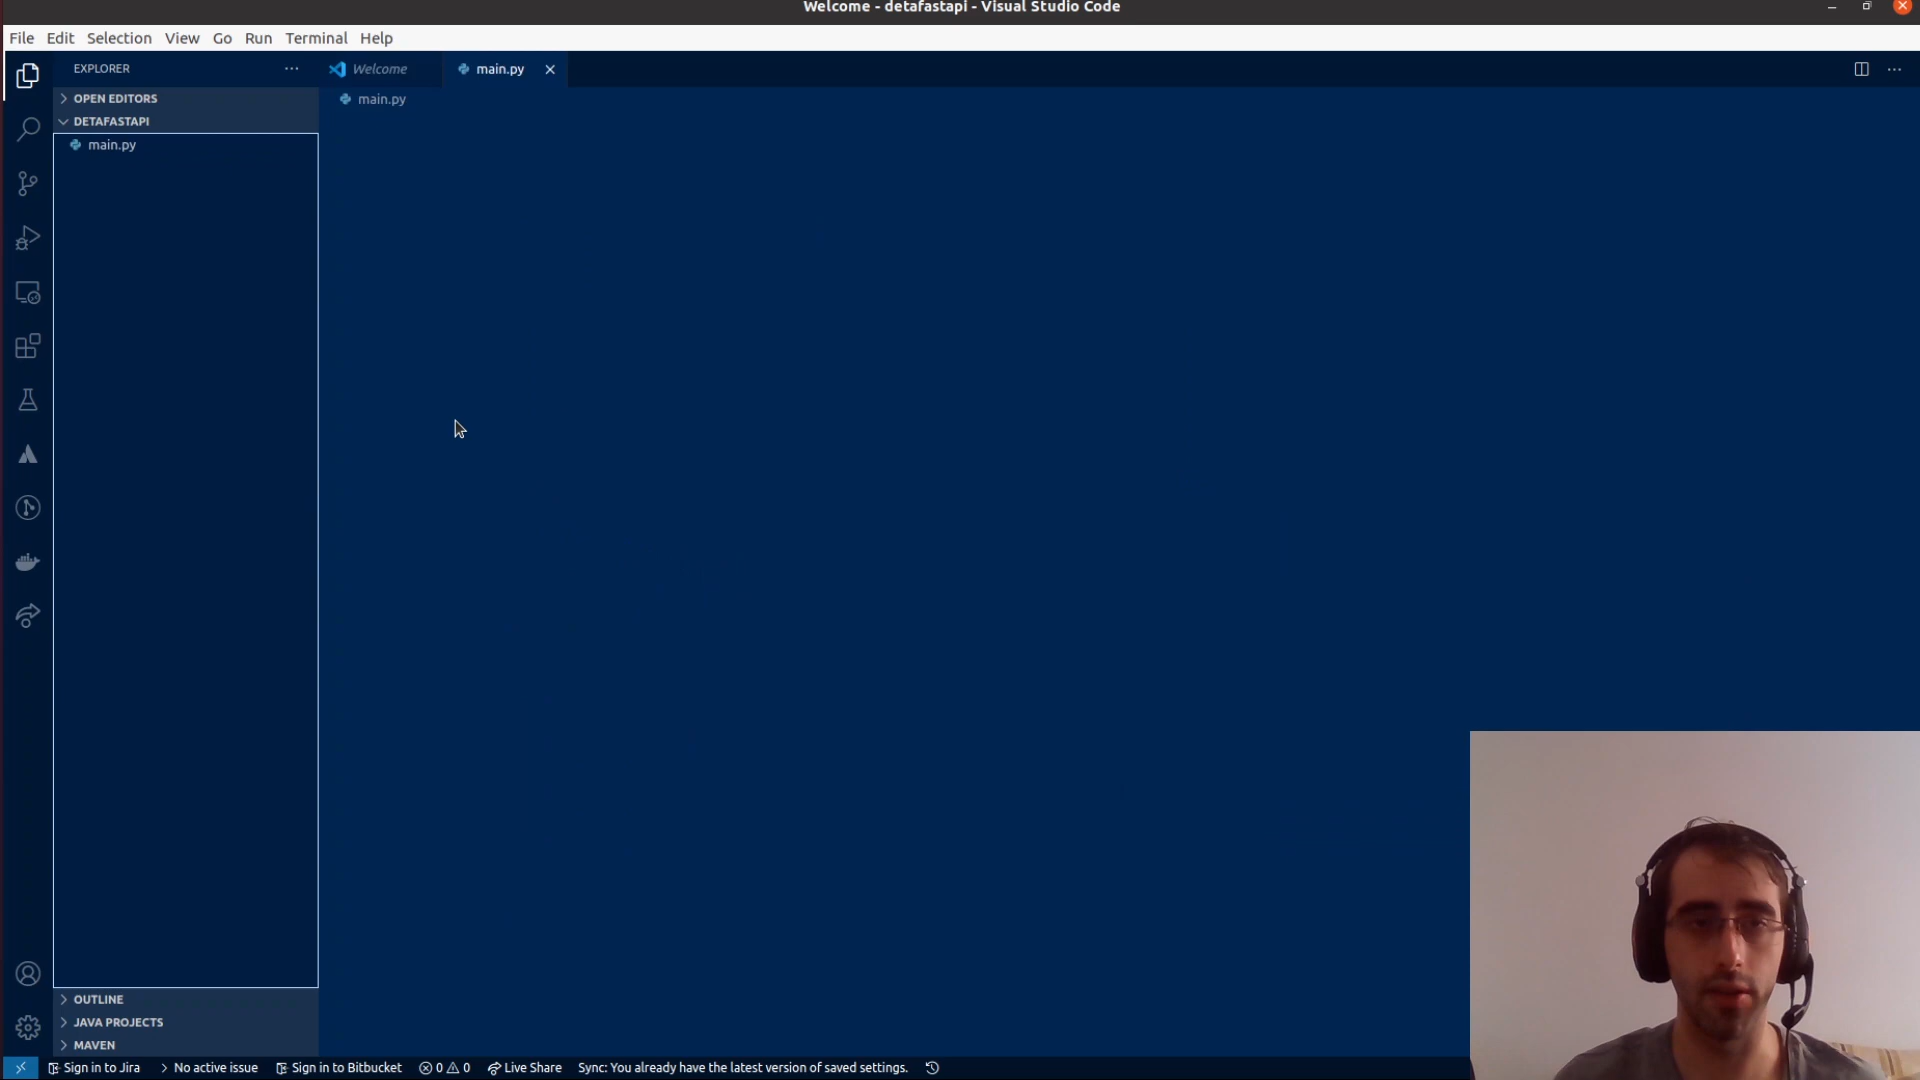 Welcome - detafastapi - Visual Studio Code
File Edit Selection View Go Run Terminal Help
EXPLORER
Welcome
main.py
OPEN EDITORS
main.py
DETAFASTAPI
main.py
OUTLINE
JAVA PROJECTS
MAVEN
Sign in to Jira No active issue Sign in to Bitbucket 0 0 Live Share Sync: You already have the latest version of saved settings.